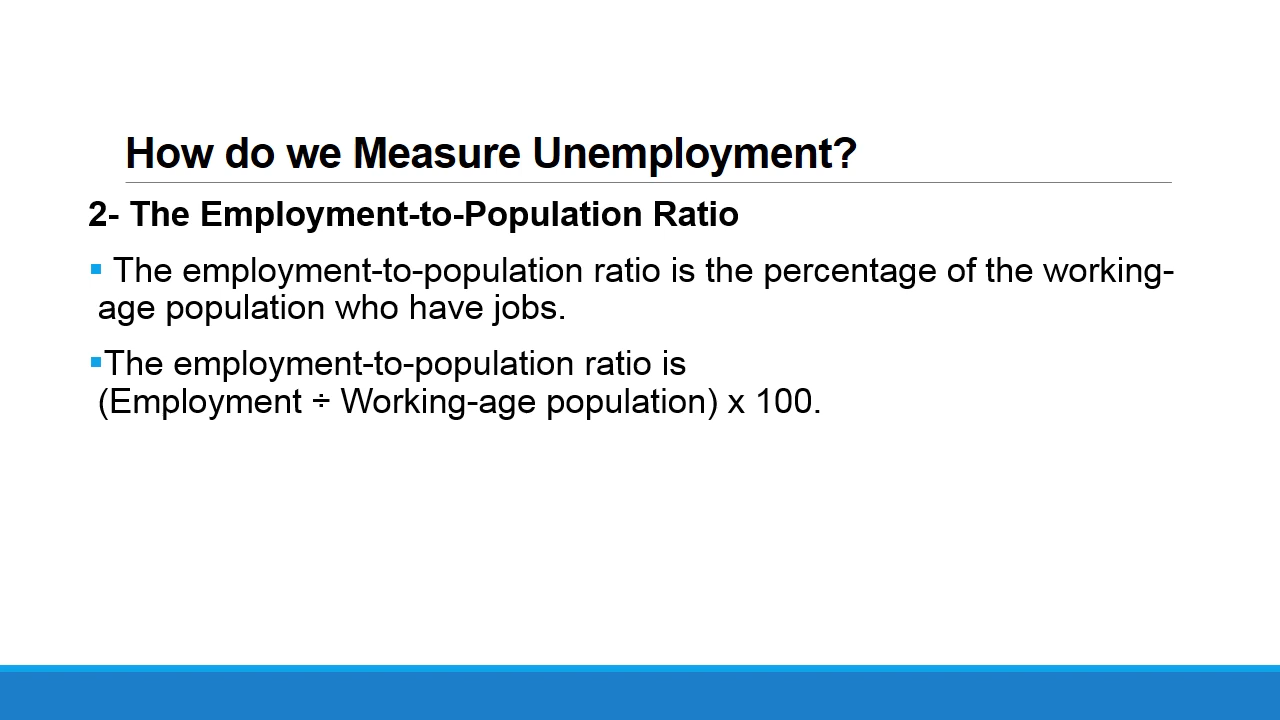 How do we Measure Unemployment?
2- The Employment-to-Population Ratio
▪ The employment-to-population ratio is the percentage of the working-
age population who have jobs.
▪The employment-to-population ratio is
(Employment ÷ Working-age population) x 100.